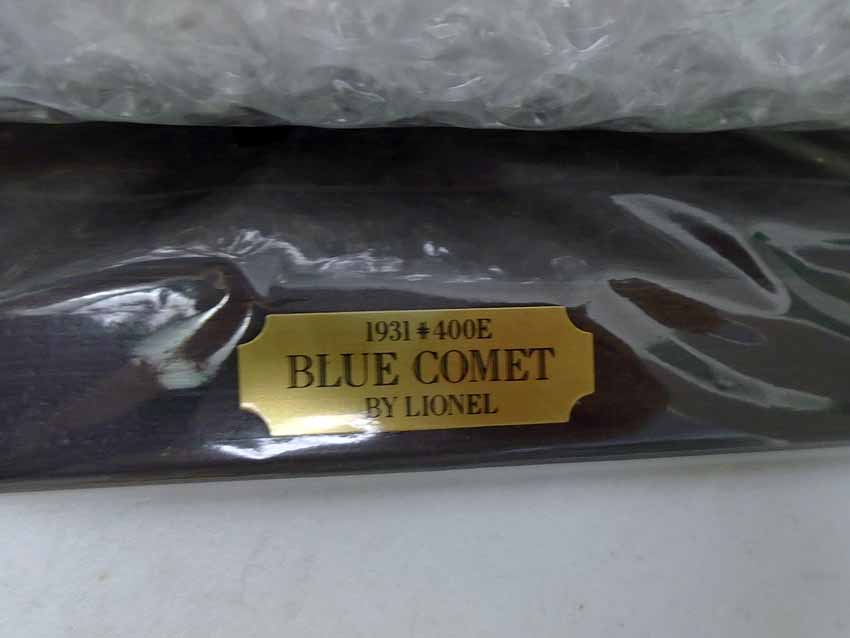 1931 #400E
BLUE COMET
BY LIONEL